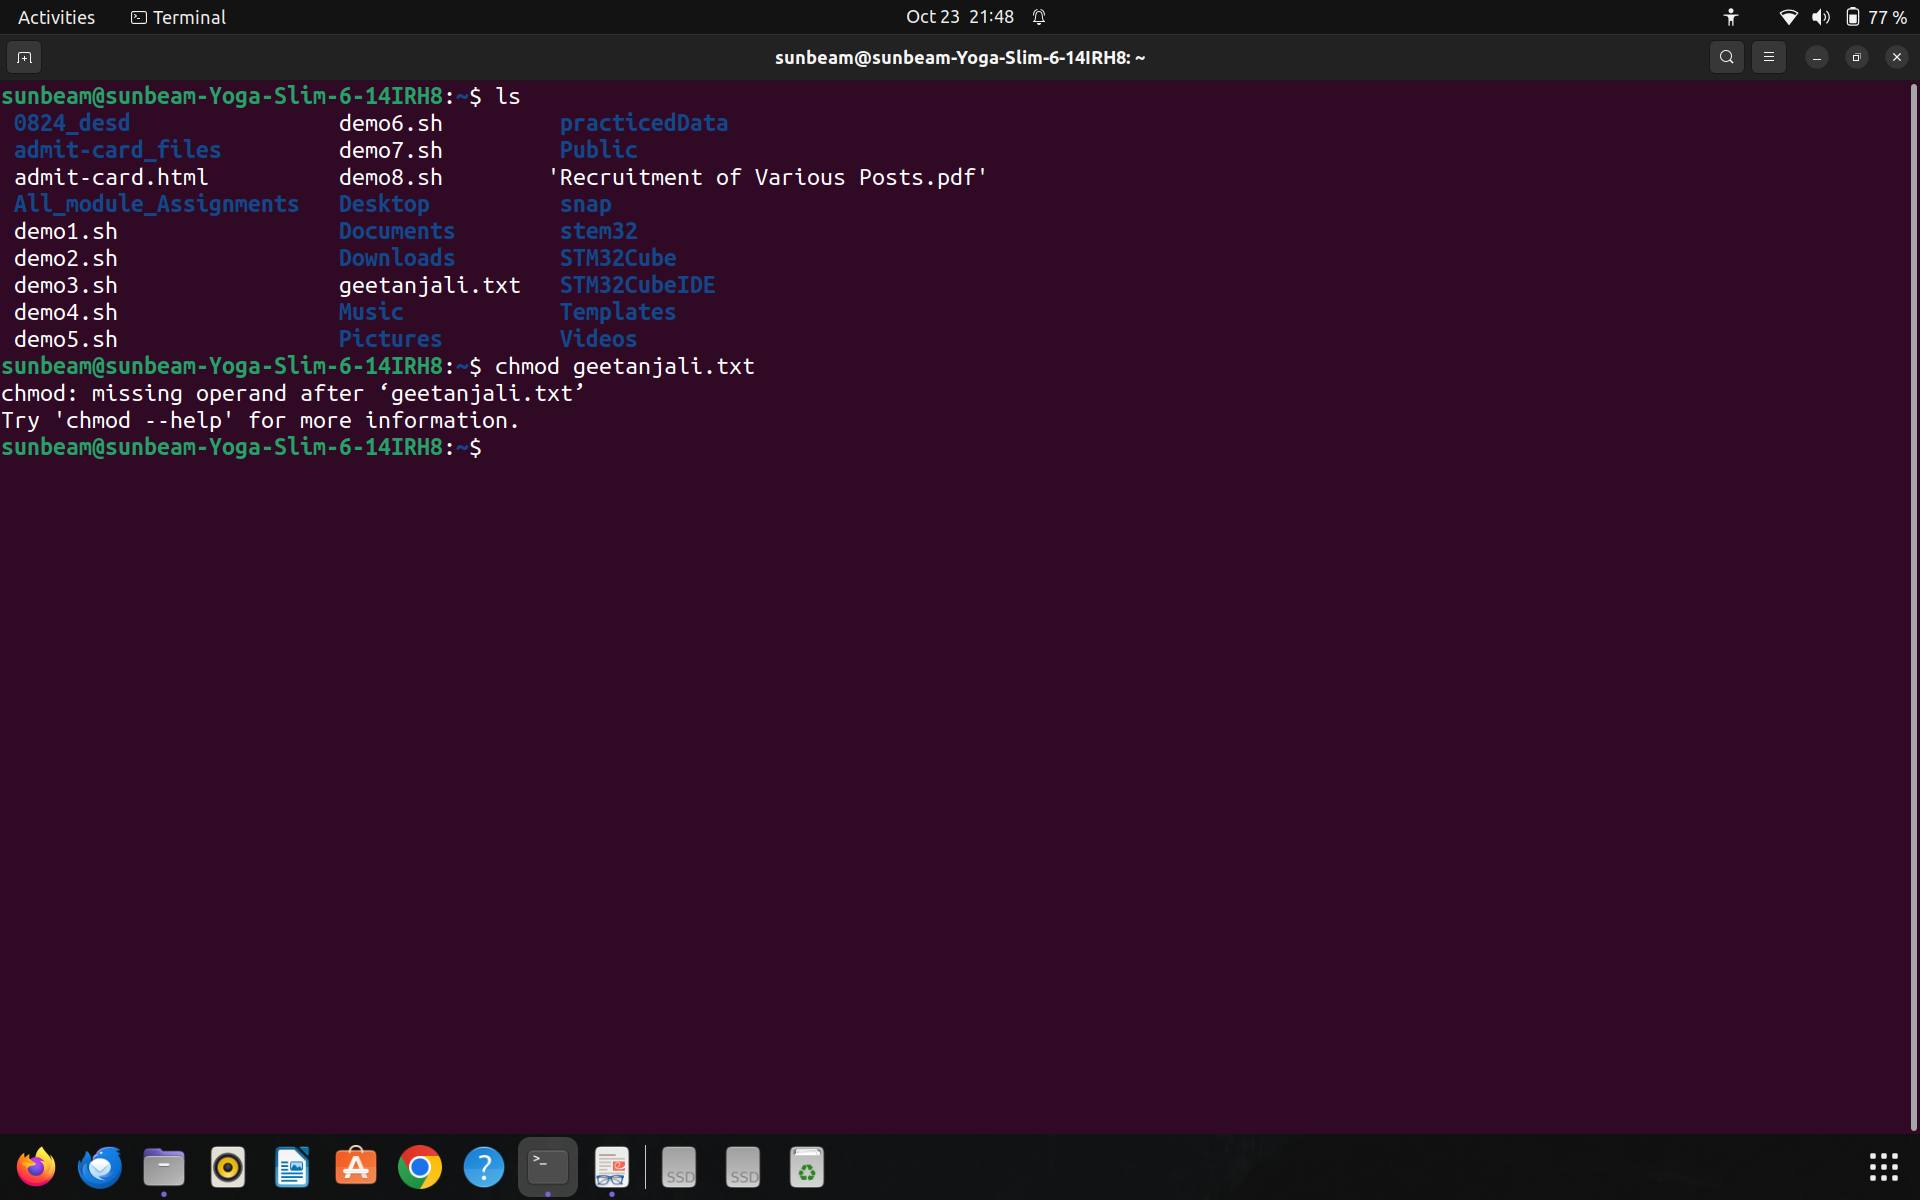 Activities Terminal Oct 23 21:48 77 %
sunbeam@sunbeam-Yoga-Slim-6-14IRH8: ~
sunbeam@sunbeam-Yoga-Slim-6-14IRH8:~$ ls
0824_desd demo6.sh practicedData
admit-card_files demo7.sh Public
admit-card.html demo8.sh 'Recruitment of Various Posts.pdf'
All_module_Assignments Desktop snap
demo1.sh Documents stem32
demo2.sh Downloads STM32Cube
demo3.sh geetanjali.txt STM32CubeIDE
demo4.sh Music Templates
demo5.sh Pictures Videos
sunbeam@sunbeam-Yoga-Slim-6-14IRH8:~$ chmod geetanjali.txt
chmod: missing operand after ‘geetanjali.txt’
Try 'chmod --help' for more information.
sunbeam@sunbeam-Yoga-Slim-6-14IRH8:~$
SSD SSD